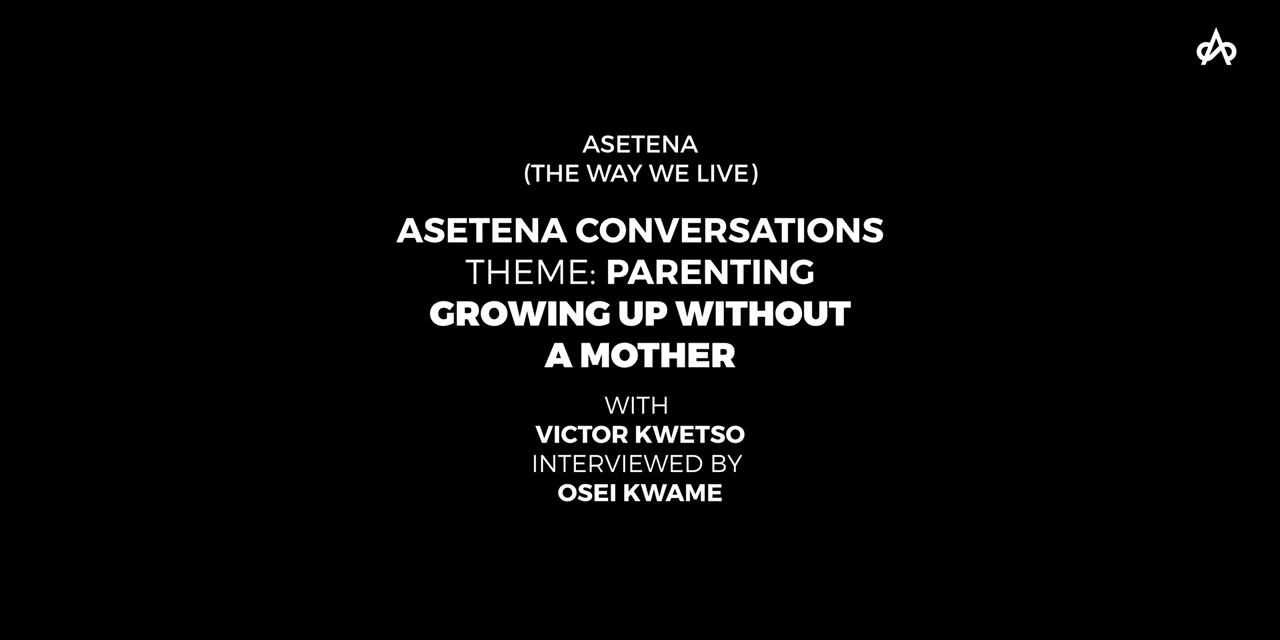 ASETENA
(THE WAY WE LIVE)
ASETENA CONVERSATIONS
THEME: PARENTING
GROWING UP WITHOUT
A MOTHER
WITH
VICTOR KWETSO
INTERVIEWED BY
OSEI KWAME